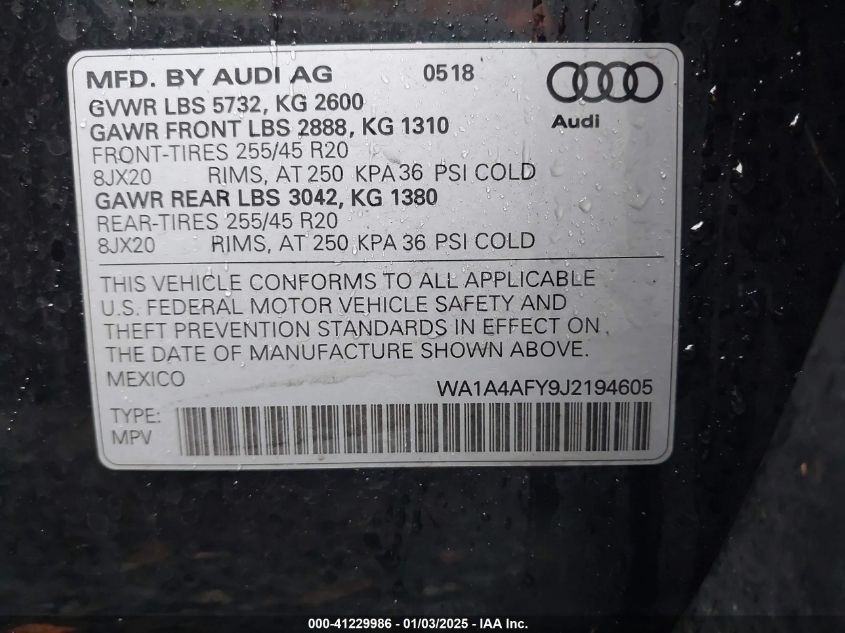 MFD. BY AUDI AG 0518
GVWR LBS 5732, KG 2600
GAWR FRONT LBS 2888, KG 1310
Audi
FRONT-TIRES 255/45 R20
8JX20 RIMS, AT 250 KPA 36 PSI COLD
GAWR REAR LBS 3042, KG 1380
REAR-TIRES 255/45 R20
8JX20 RIMS, AT 250 KPA 36 PSI COLD
THIS VEHICLE CONFORMS TO ALL APPLICABLE
U.S. FEDERAL MOTOR VEHICLE SAFETY AND
THEFT PREVENTION STANDARDS IN EFFECT ON
THE DATE OF MANUFACTURE SHOWN ABOVE.
MEXICO WA1A4AFY9J2194605
TYPE:
MPV
000-41229986 - 01/03/2025 - IAA Inc.